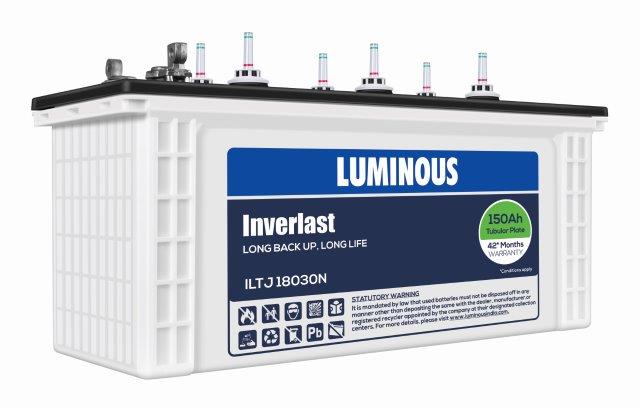 LUMINOUS
Inverlast
LONG BACK UP, LONG LIFE
150Ah
Tubular Plate
42* Months
WARRANTY
*Conditions apply
ILTJ 18030N
STATUTORY WARNING
It is mandated by law that used batteries must not be disposed off in any
manner other than depositing the same with the dealer, manufacturer or
registered recycler appointed by the company at their designated collection
centers. For more details, please visit www.luminousindia.com.
Pb